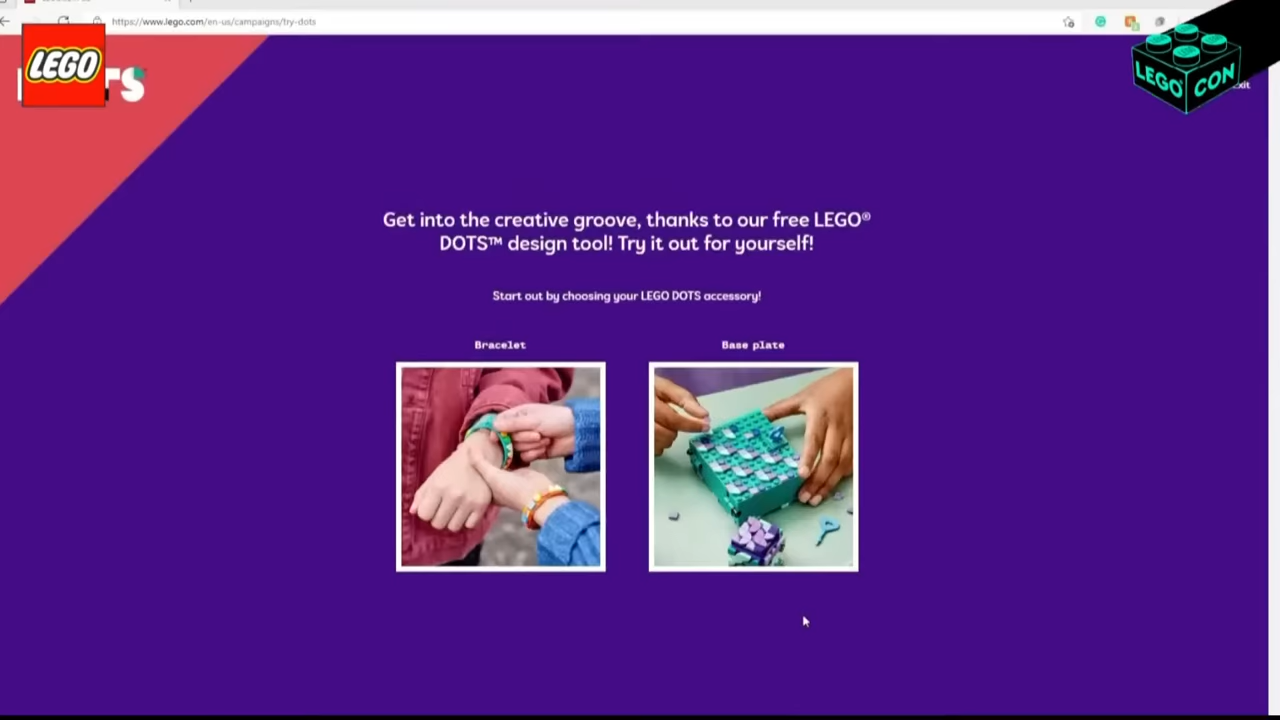 https://www.lego.com/en-us/campaigns/try-dots
LEGO
TS
LEGO CON
Exit
Get into the creative groove, thanks to our free LEGO®
DOTS™ design tool! Try it out for yourself!
Start out by choosing your LEGO DOTS accessory!
Bracelet
Base plate